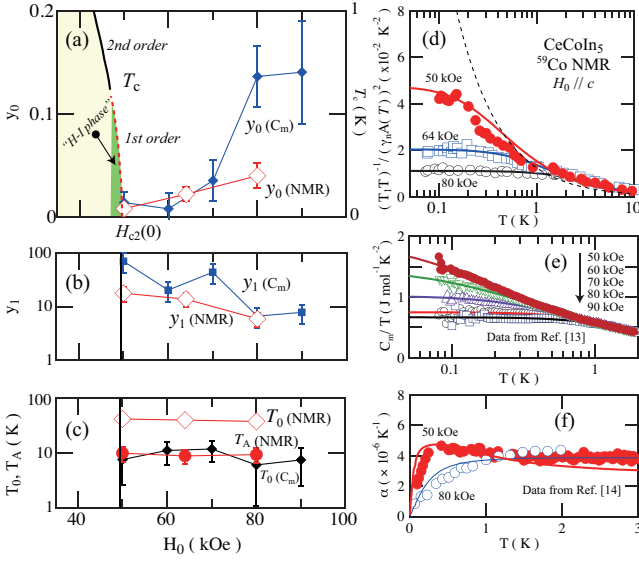 (a)
2nd order
T_c
"H-1 phase"
1st order
y_0 (C_m)
y_0 (NMR)
0.2
0.1
0
y_0
1
0
T_c (K)
H_c2(0)
(b)
y_1 (C_m)
y_1 (NMR)
100
10
1
y_1
(c)
T_0 (NMR)
T_A (NMR)
T_0 (C_m)
100
10
1
T_0, T_A ( K )
40 60 80 100
H_0 (kOe)
(d)
CeCoIn_5
^59Co NMR
H_0 // c
50 kOe
64 kOe
80 kOe
8
6
4
2
0
(T_1T)^-1/ (γ_nA(T))^2 ( x10^-2 K^-2 )
0.1 1 10
T ( K )
(e)
50 kOe
60 kOe
70 kOe
80 kOe
90 kOe
Data from Ref. [13]
2
1
0
C_m/ T ( J mol^-1 K^-2 )
0.1 1
T ( K )
(f)
50 kOe
80 kOe
Data from Ref. [14]
8
6
4
2
0
α ( × 10^-6 K^-1 )
0 1 2 3
T ( K )